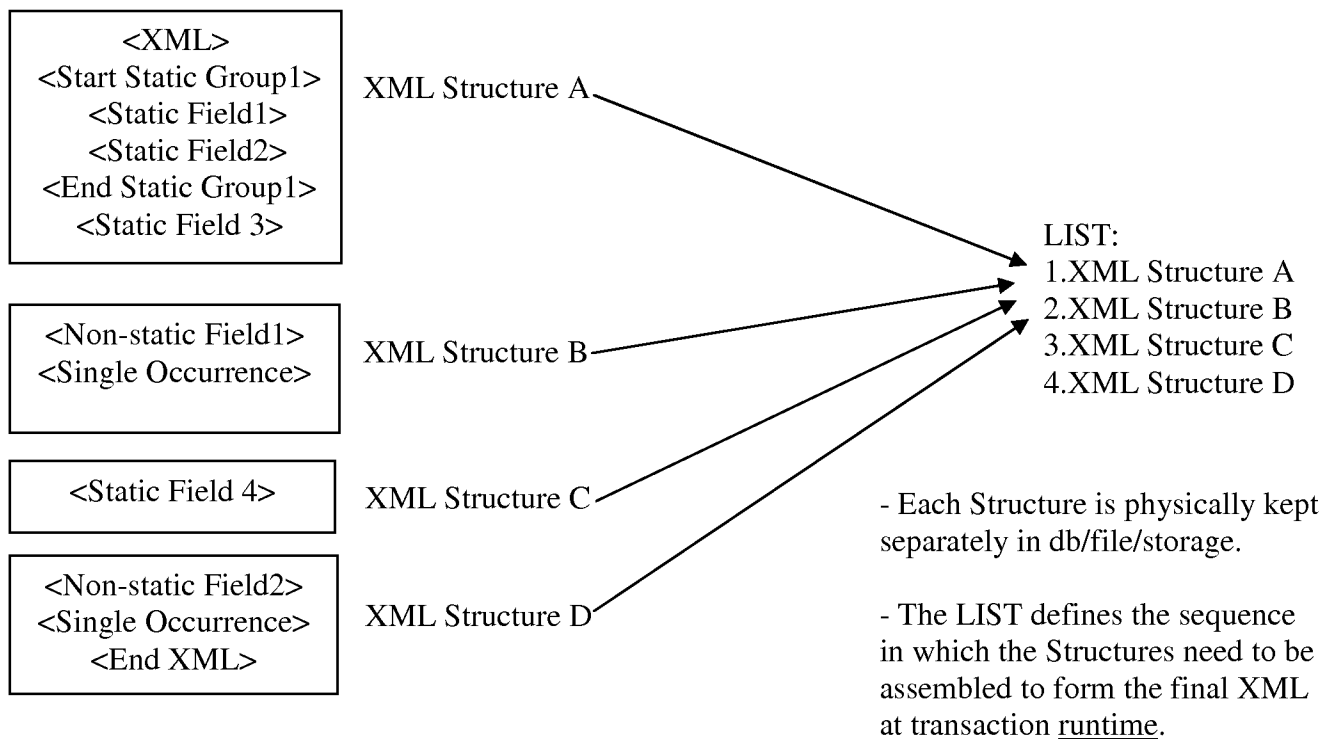 <XML>
<Start Static Group1>
<Static Field1>
<Static Field2>
<End Static Group1>
<Static Field 3>
XML Structure A
<Non-static Field1>
<Single Occurrence>
XML Structure B
<Static Field 4>
XML Structure C
<Non-static Field2>
<Single Occurrence>
<End XML>
XML Structure D
LIST:
1.XML Structure A
2.XML Structure B
3.XML Structure C
4.XML Structure D
- Each Structure is physically kept
separately in db/file/storage.
- The LIST defines the sequence
in which the Structures need to be
assembled to form the final XML
at transaction runtime.